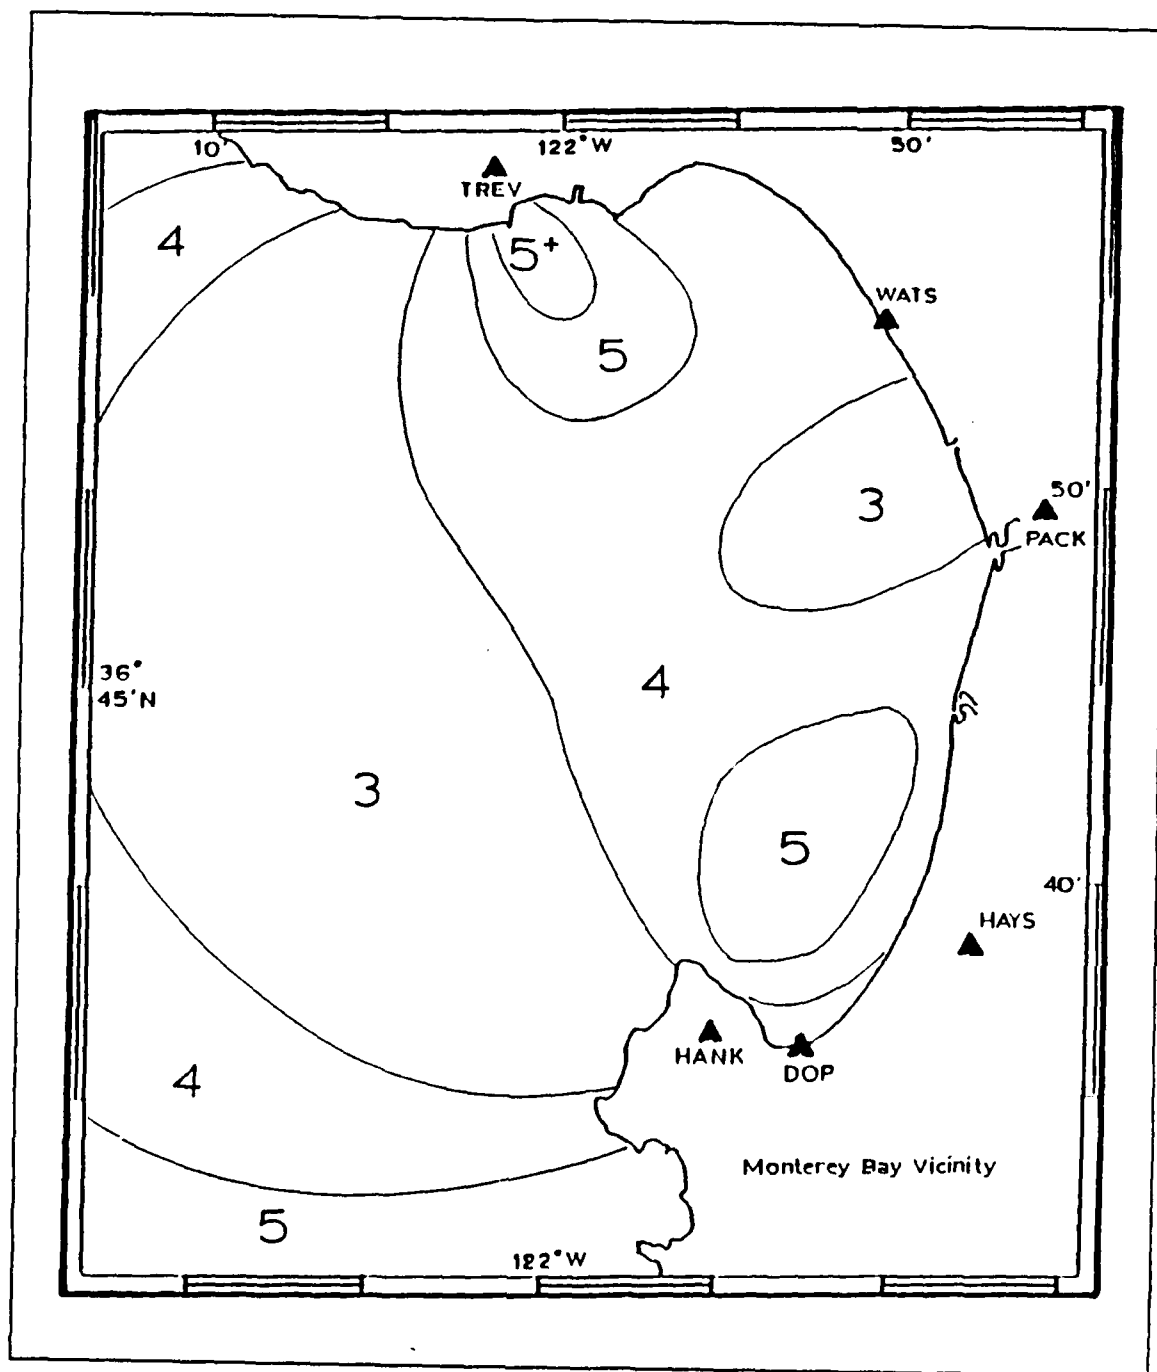 10'
122°W
50'
TREV
4
5+
WATS
5
3
50'
PACK
36°
45'N
4
3
5
40'
HAYS
HANK
DOP
4
Monterey Bay Vicinity
5
122°W